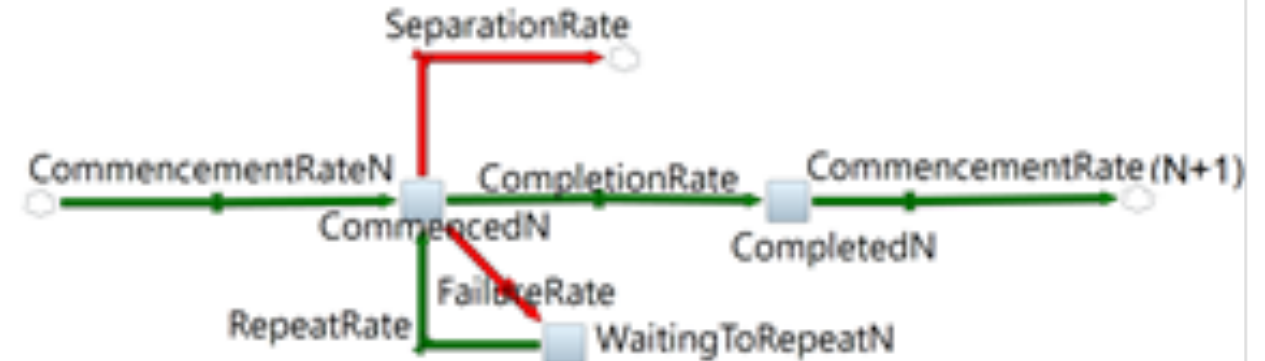 SeparationRate
CommencementRateN
CompletionRate
CommencementRate (N+1)
CommencedN
CompletedN
FailureRate
RepeatRate
WaitingToRepeatN